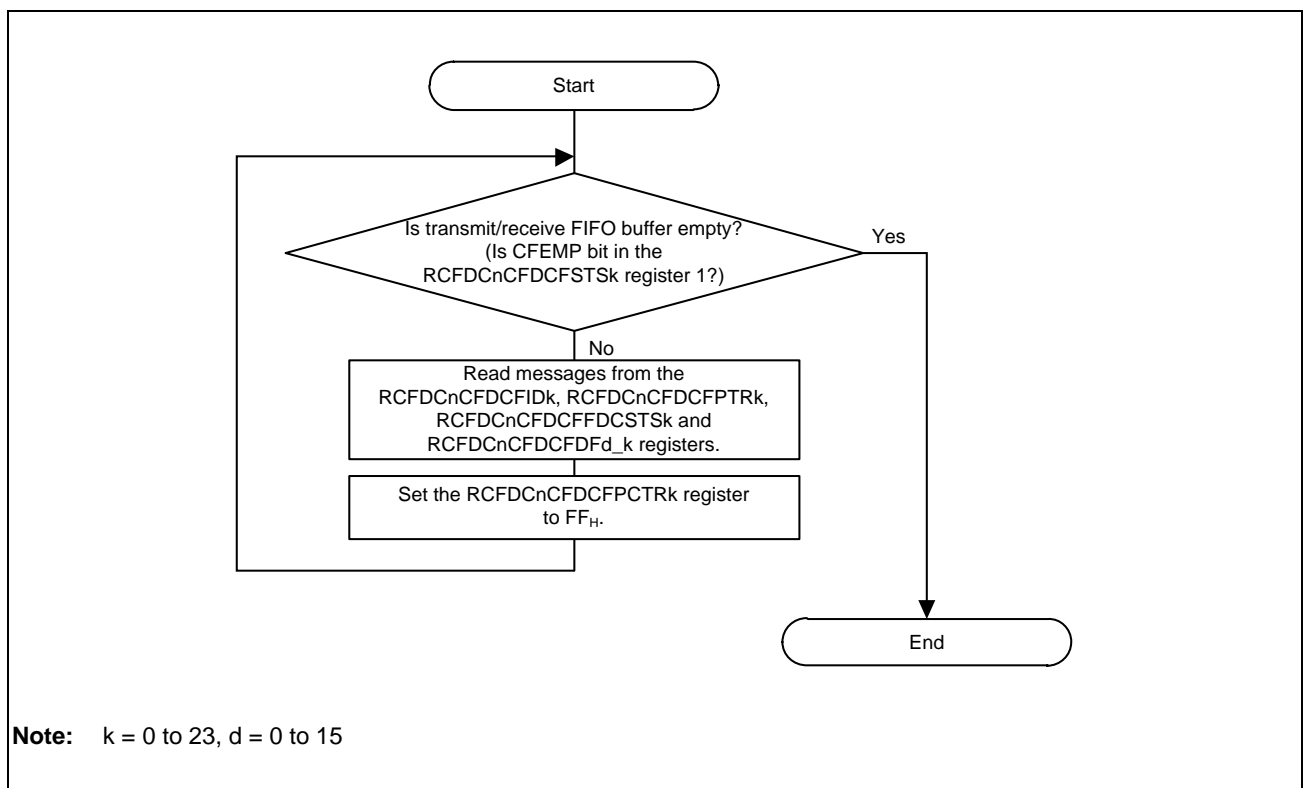 Start
Is transmit/receive FIFO buffer empty?
(Is CFEMP bit in the
RCFDCnCFDCFSTSk register 1?)
Yes
No
Read messages from the
RCFDCnCFDCFIDk, RCFDCnCFDCFPTRk,
RCFDCnCFDCFFDCSTSk and
RCFDCnCFDCFDFd_k registers.
Set the RCFDCnCFDCFPCTRk register
to FFH.
End
Note: k = 0 to 23, d = 0 to 15